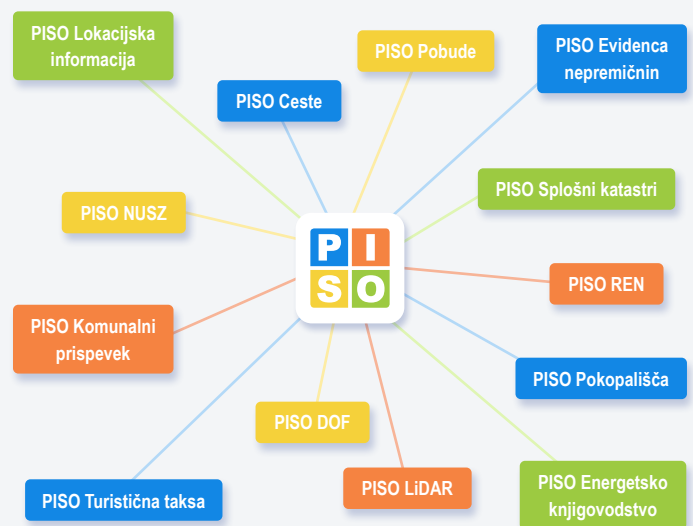 PISO Lokacijska
informacija
PISO Pobude
PISO Evidenca
nepremičnin
PISO Ceste
PISO Splošni katastri
PISO NUSZ
P I
S O
PISO REN
PISO Komunalni
prispevek
PISO Pokopališča
PISO DOF
PISO LiDAR
PISO Energetsko
knjigovodstvo
PISO Turistična taksa